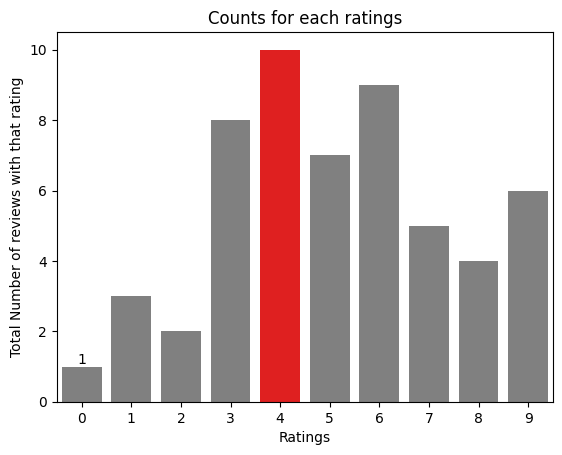 Counts for each ratings
Total Number of reviews with that rating
10
8
6
4
2
0
1
0 1 2 3 4 5 6 7 8 9
Ratings